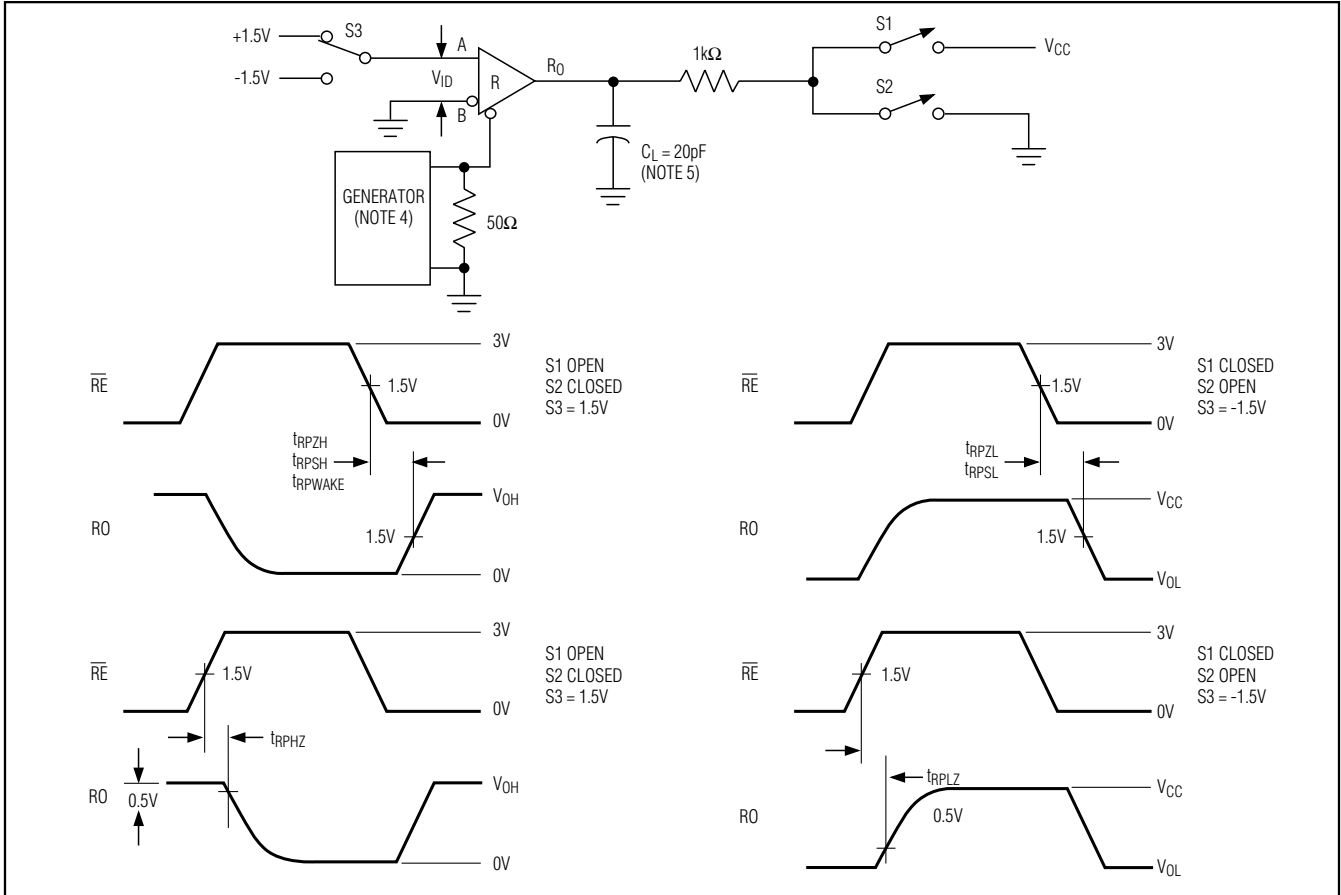 +1.5V
S3
-1.5V
A
VID
B
R
RO
1kΩ
S1
VCC
S2
CL = 20pF
(NOTE 5)
GENERATOR
(NOTE 4)
50Ω
RE
3V
1.5V
0V
S1 OPEN
S2 CLOSED
S3 = 1.5V
tRPZH
tRPSH
tRPWAKE
RO
VOH
1.5V
0V
RE
3V
1.5V
0V
S1 CLOSED
S2 OPEN
S3 = -1.5V
tRPZL
tRPSL
RO
VCC
1.5V
VOL
RE
3V
1.5V
0V
S1 OPEN
S2 CLOSED
S3 = 1.5V
tRPHZ
RO
0.5V
VOH
0V
RE
3V
1.5V
0V
S1 CLOSED
S2 OPEN
S3 = -1.5V
tRPLZ
RO
0.5V
VCC
VOL